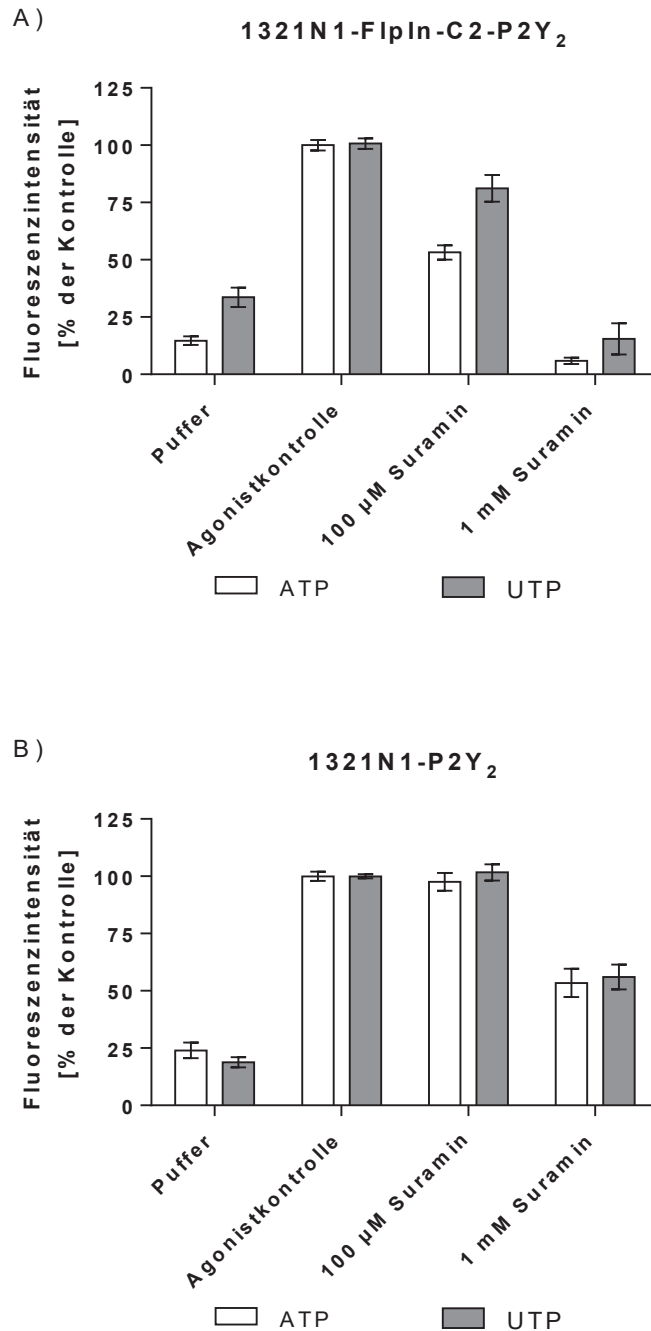 A)
1321N1-FlpIn-C2-P2Y₂
Fluoreszenzintensität
[% der Kontrolle]
125
100
75
50
25
0
Puffer
Agonistkontrolle
100 µM Suramin
1 mM Suramin
ATP UTP
B)
1321N1-P2Y₂
Fluoreszenzintensität
[% der Kontrolle]
125
100
75
50
25
0
Puffer
Agonistkontrolle
100 µM Suramin
1 mM Suramin
ATP UTP